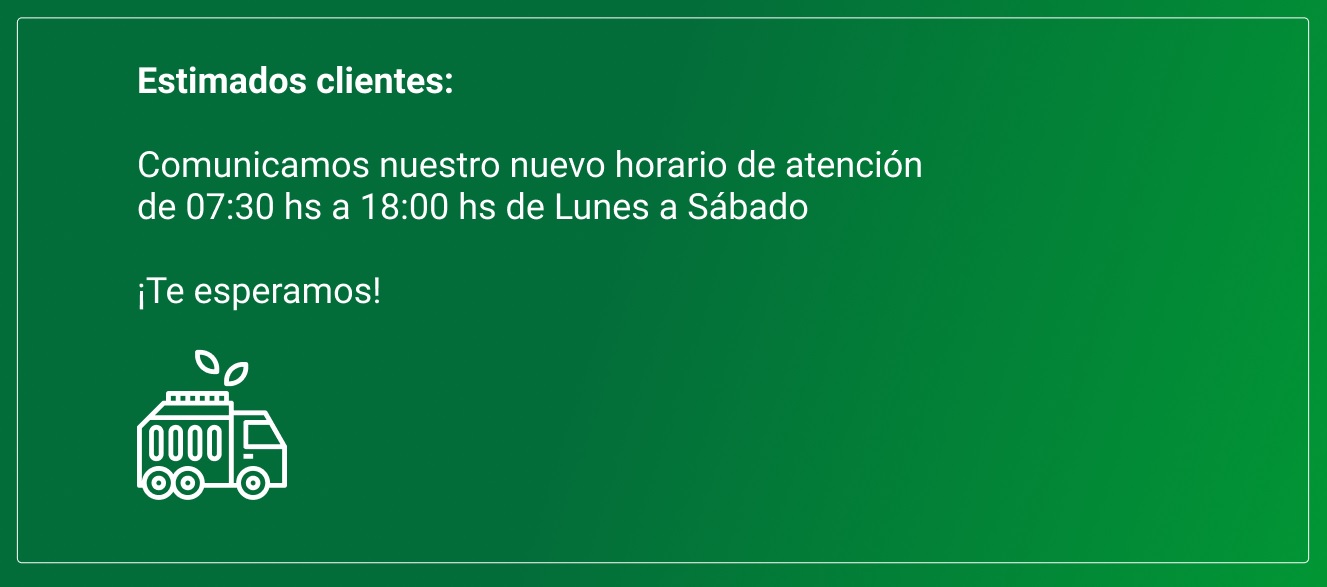 Estimados clientes:
Comunicamos nuestro nuevo horario de atención
de 07:30 hs a 18:00 hs de Lunes a Sábado
¡Te esperamos!